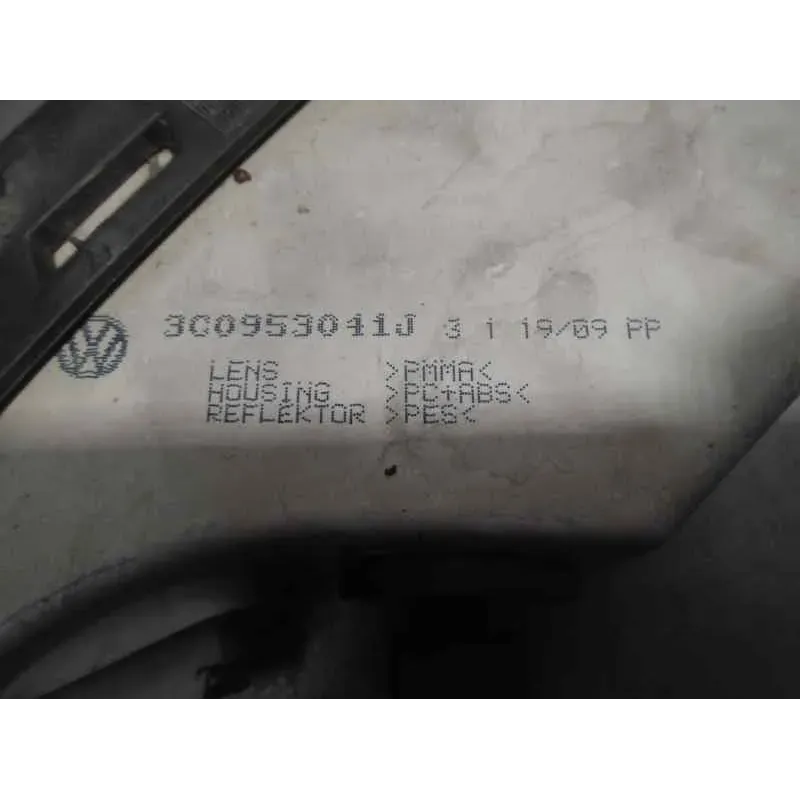 3C0953041J 3 1 19/09 PP
LENS >PMMA<
HOUSING >PC+ABS<
REFLEKTOR >PES<